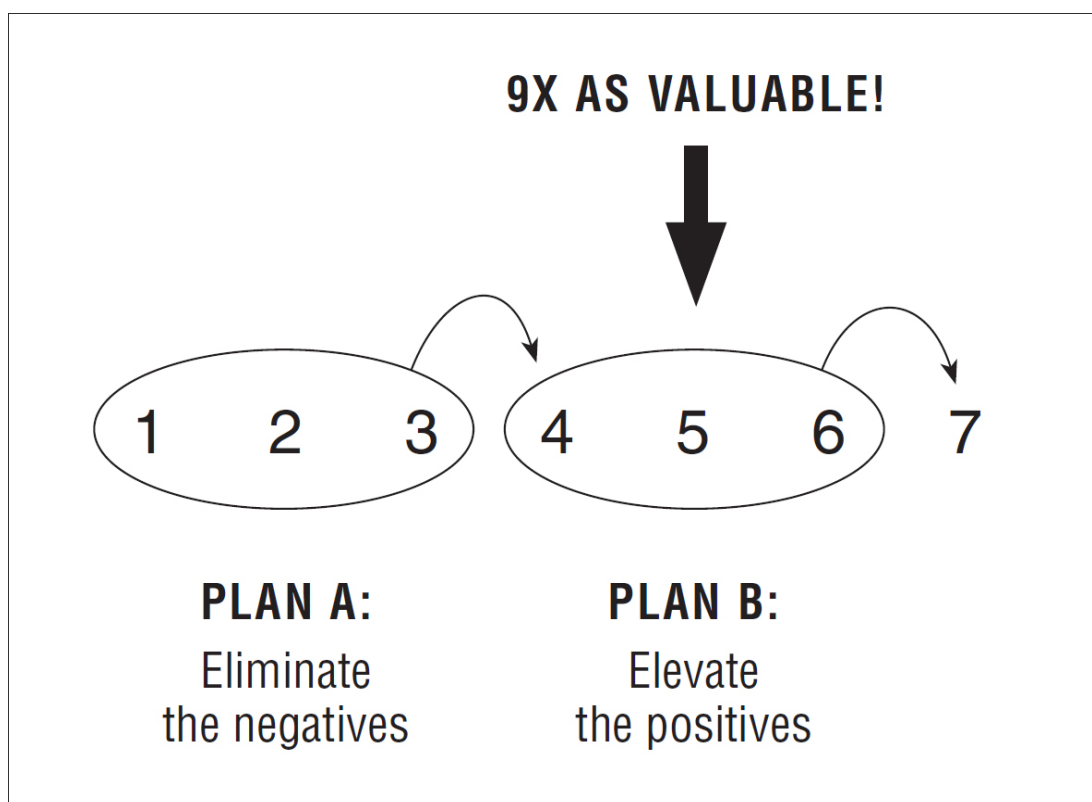 9X AS VALUABLE!
1 2 3 4 5 6 7
PLAN A:
Eliminate
the negatives
PLAN B:
Elevate
the positives